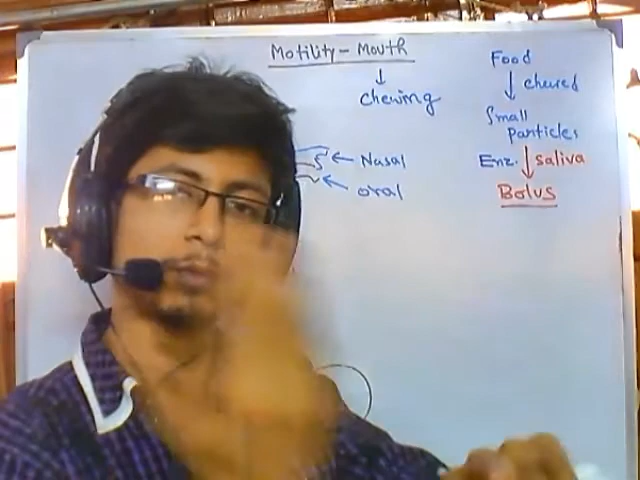 Motility - Mouth
↓
chewing
← Nasal
← oral
Food
↓ chewed
Small
particles
Enz. ↓ saliva
Bolus